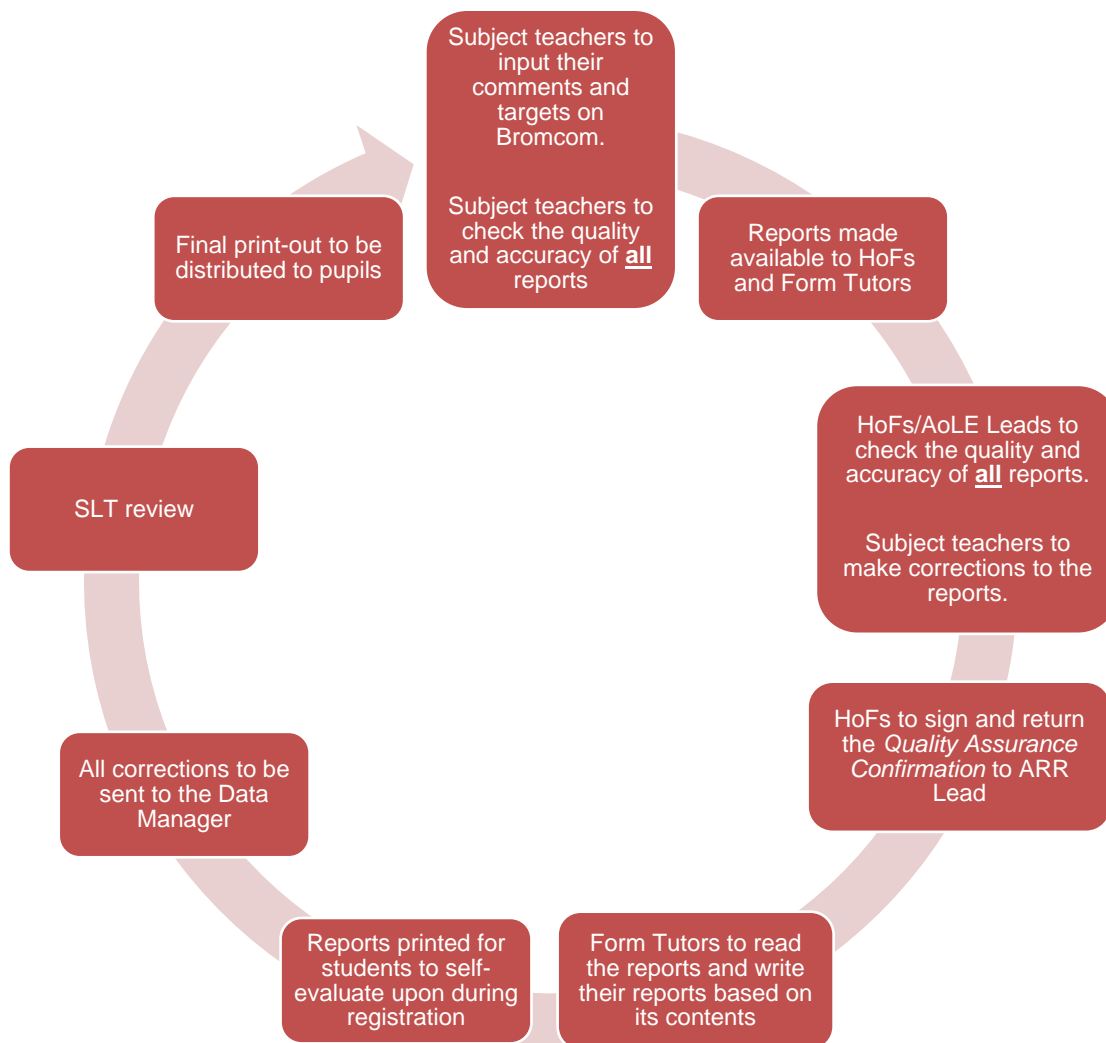 Subject teachers to
input their
comments and
targets on
Bromcom.
Subject teachers to
check the quality
and accuracy of all
reports
Reports made
available to HoFs
and Form Tutors
HoFs/AoLE Leads to
check the quality and
accuracy of all reports.
Subject teachers to
make corrections to the
reports.
HoFs to sign and return
the Quality Assurance
Confirmation to ARR
Lead
Form Tutors to read
the reports and write
their reports based on
its contents
Reports printed for
students to self-
evaluate upon during
registration
All corrections to be
sent to the Data
Manager
SLT review
Final print-out to be
distributed to pupils